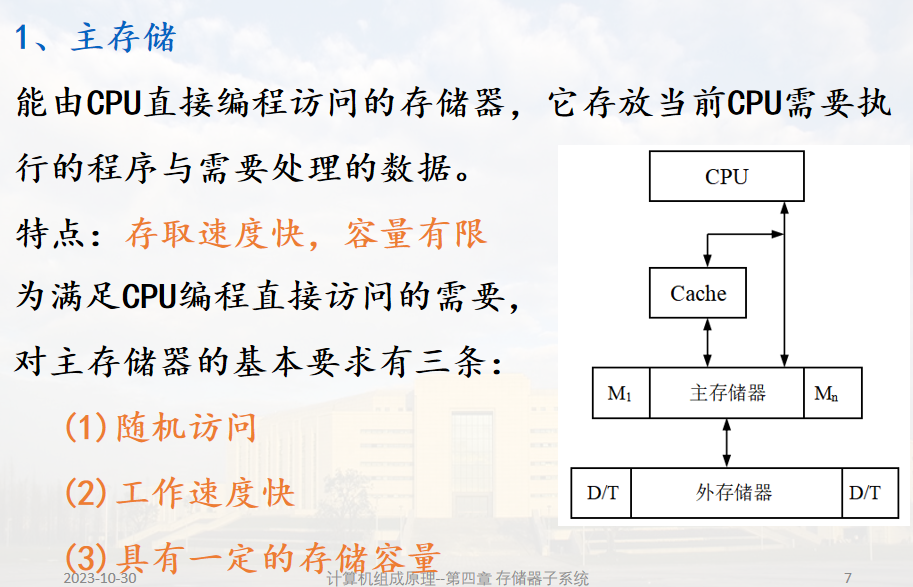 1、主存储
能由CPU直接编程访问的存储器，它存放当前CPU需要执
行的程序与需要处理的数据。
特点：存取速度快，容量有限
为满足CPU编程直接访问的需要，
对主存储器的基本要求有三条：
(1)随机访问
(2)工作速度快
(3)具有一定的存储容量
CPU
Cache
M1 主存储器 Mn
D/T 外存储器 D/T
2023-10-30 计算机组成原理--第四章 存储器子系统 7